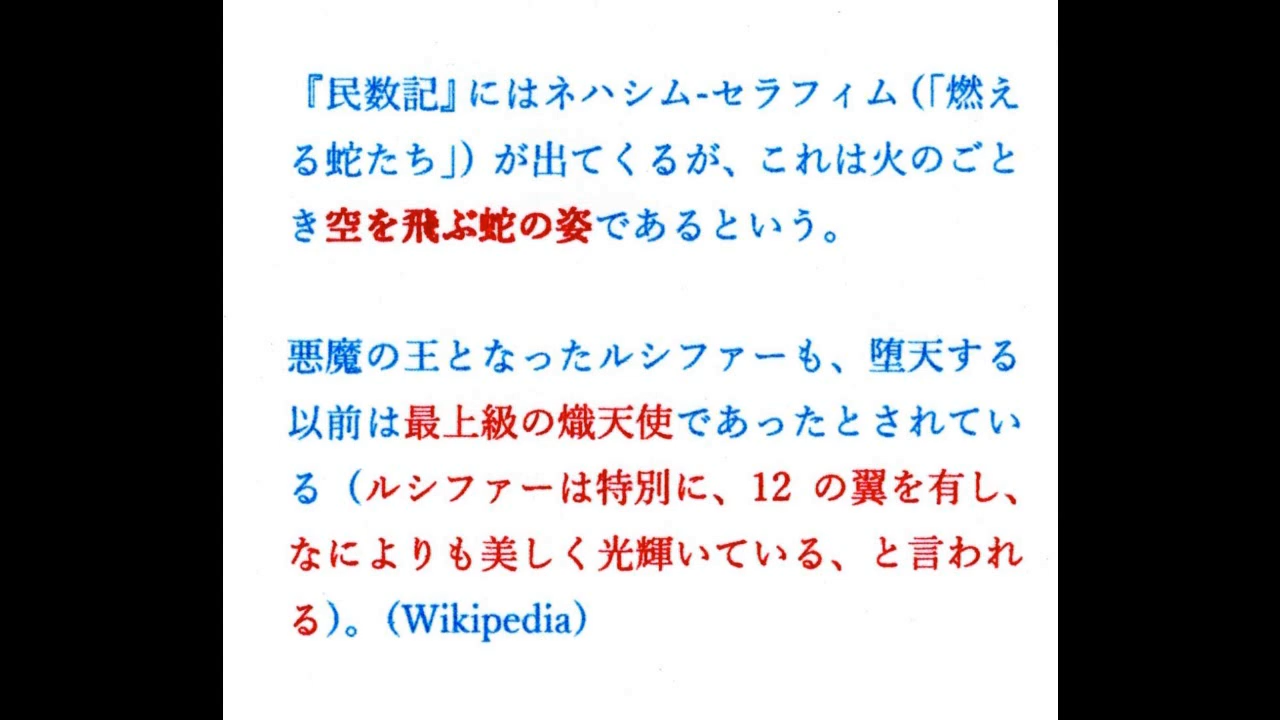 『民数記』にはネハシム-セラフィム(「燃え
る蛇たち」)が出てくるが、これは火のごと
き空を飛ぶ蛇の姿であるという。
悪魔の王となったルシファーも、堕天する
以前は最上級の熾天使であったとされてい
る(ルシファーは特別に、12 の翼を有し、
なによりも美しく光輝いている、と言われ
る)。(Wikipedia)